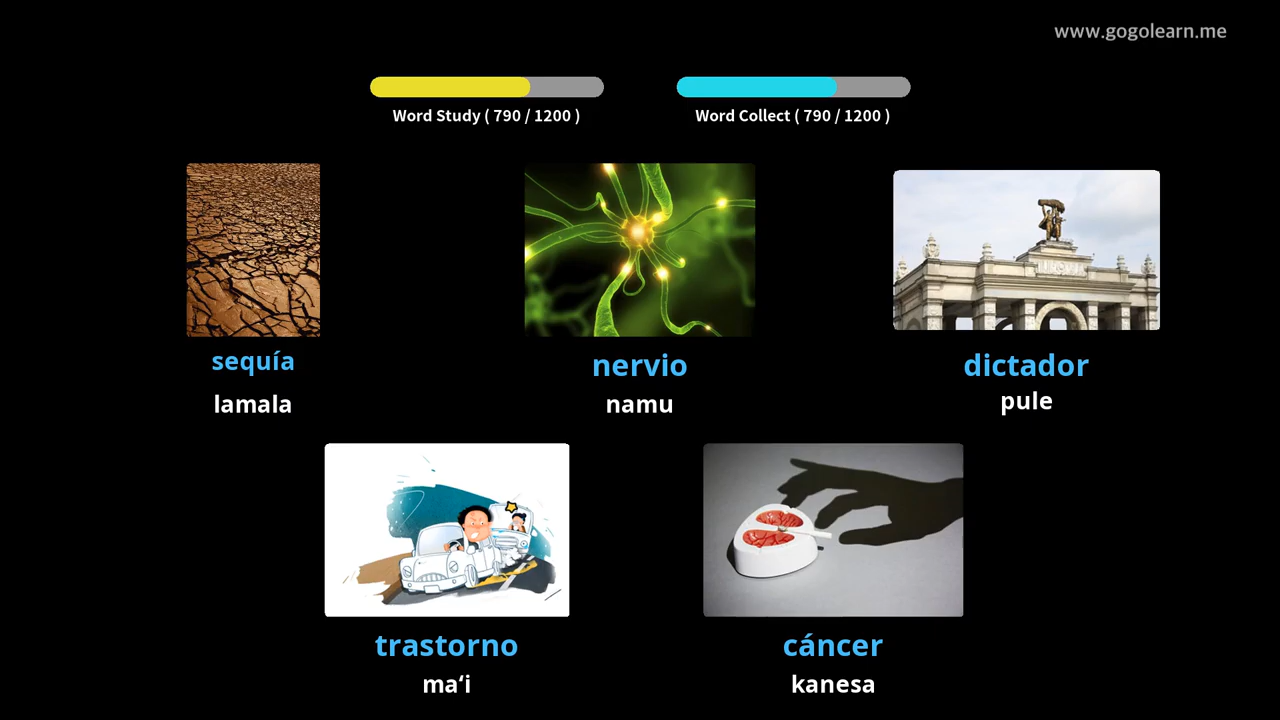 www.gogolearn.me
Word Study ( 790 / 1200 )
Word Collect ( 790 / 1200 )
sequía
lamala
nervio
namu
dictador
pule
trastorno
maʻi
cáncer
kanesa